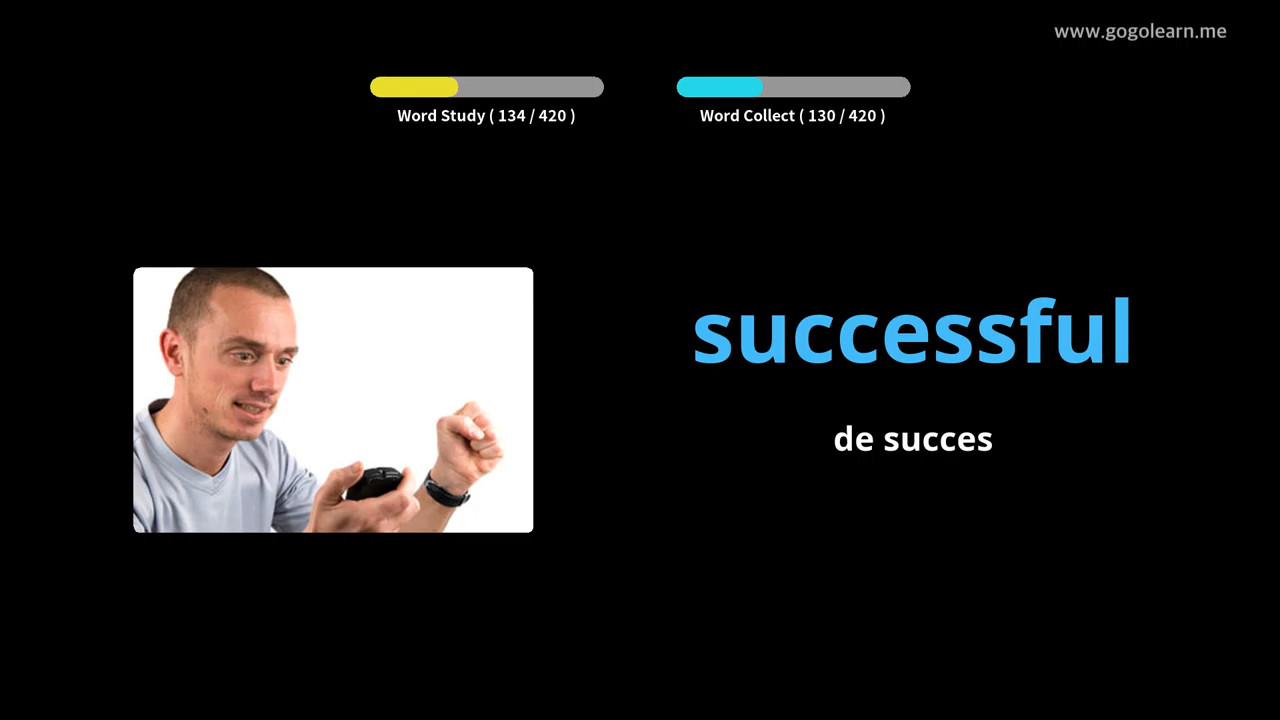 www.gogolearn.me
Word Study ( 134 / 420 )
Word Collect ( 130 / 420 )
successful
de succes